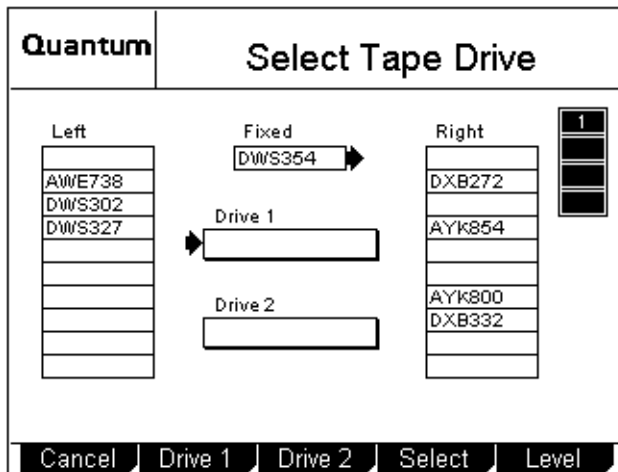 Quantum
Select Tape Drive
Left
Fixed
Right
1
DWS354
AWE738
DXB272
DWS302
DWS327
AYK854
Drive 1
AYK800
Drive 2
DXB332
Cancel
Drive 1
Drive 2
Select
Level